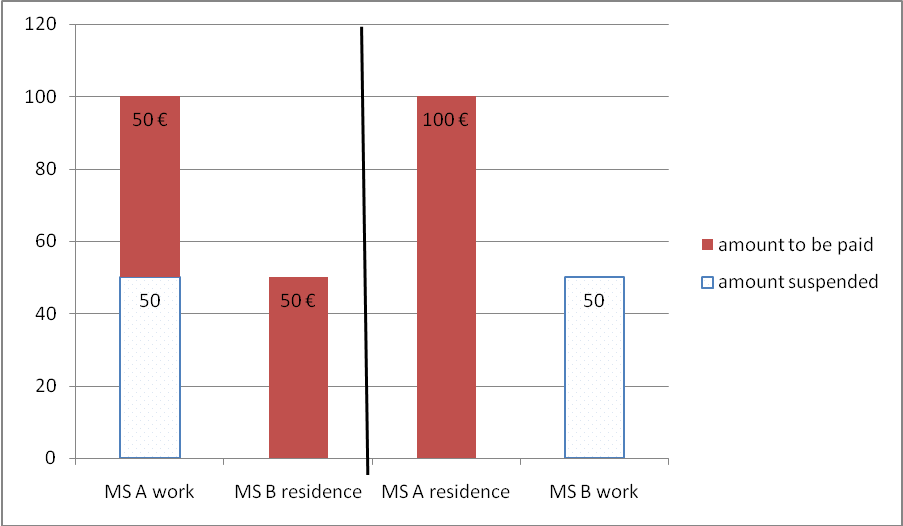 120
100
80
60
40
20
0
50 €
50
50 €
100 €
50
MS A work
MS B residence
MS A residence
MS B work
amount to be paid
amount suspended